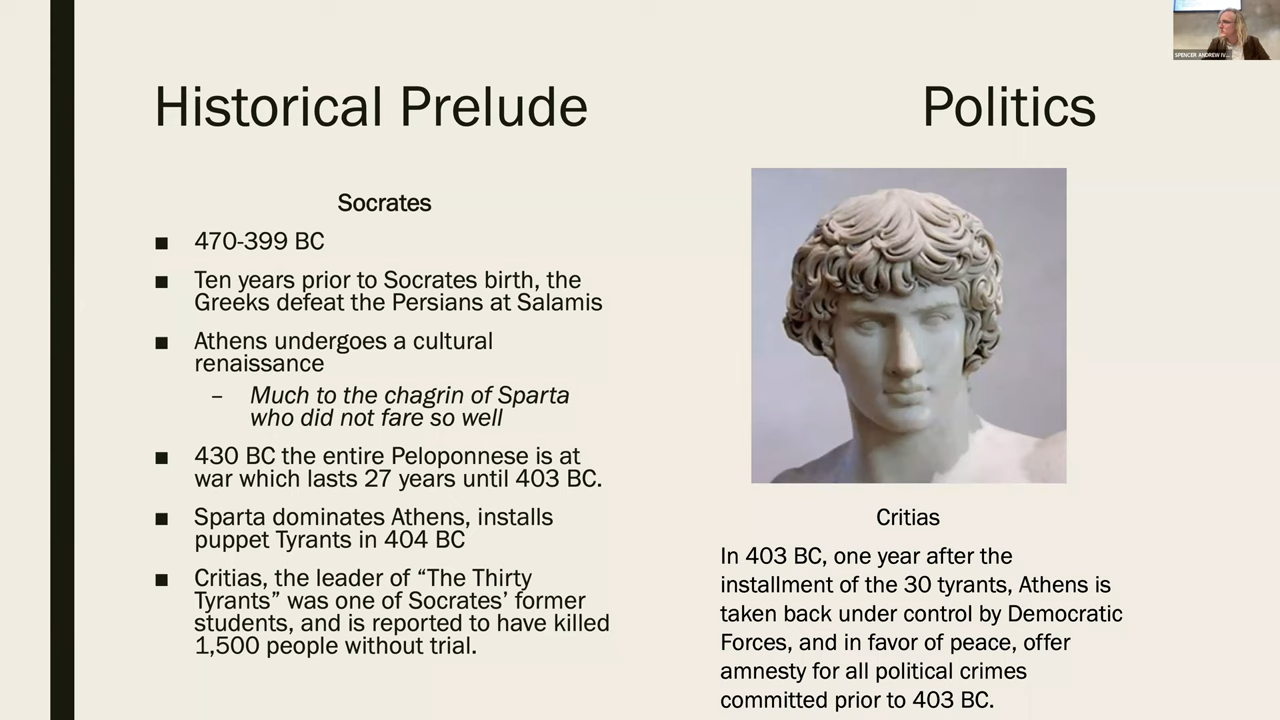 SPENCER ANDREW IV...
Historical Prelude
Politics
Socrates
■ 470-399 BC
■ Ten years prior to Socrates birth, the
Greeks defeat the Persians at Salamis
■ Athens undergoes a cultural
renaissance
– Much to the chagrin of Sparta
who did not fare so well
■ 430 BC the entire Peloponnese is at
war which lasts 27 years until 403 BC.
■ Sparta dominates Athens, installs
puppet Tyrants in 404 BC
■ Critias, the leader of “The Thirty
Tyrants” was one of Socrates’ former
students, and is reported to have killed
1,500 people without trial.
Critias
In 403 BC, one year after the
installment of the 30 tyrants, Athens is
taken back under control by Democratic
Forces, and in favor of peace, offer
amnesty for all political crimes
committed prior to 403 BC.